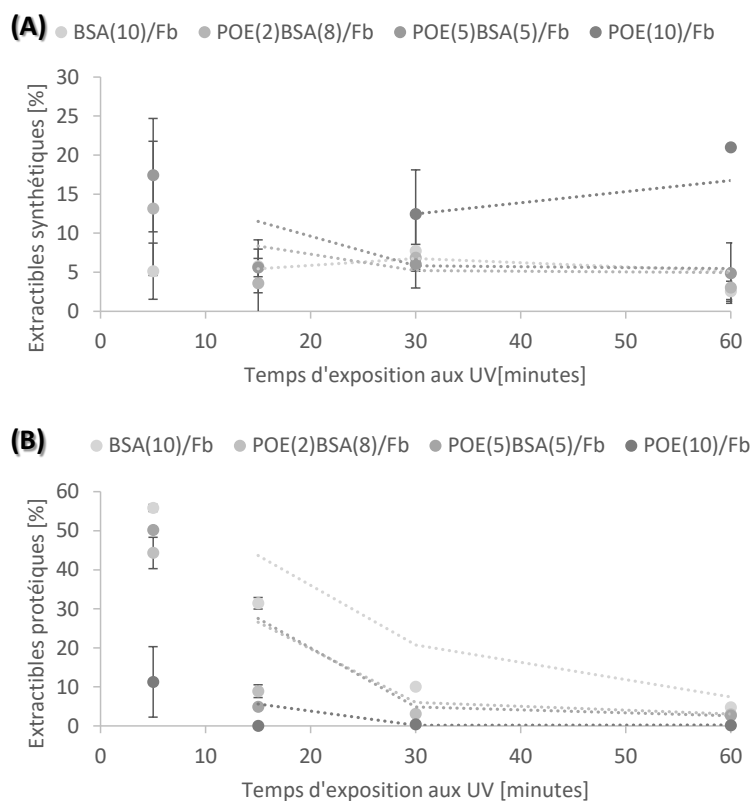 (A)
BSA(10)/Fb POE(2)BSA(8)/Fb POE(5)BSA(5)/Fb POE(10)/Fb
Extractibles synthétiques [%]
30
25
20
15
10
5
0
0 10 20 30 40 50 60
Temps d'exposition aux UV[minutes]
(B)
BSA(10)/Fb POE(2)BSA(8)/Fb POE(5)BSA(5)/Fb POE(10)/Fb
Extractibles protéiques [%]
60
50
40
30
20
10
0
0 10 20 30 40 50 60
Temps d'exposition aux UV [minutes]